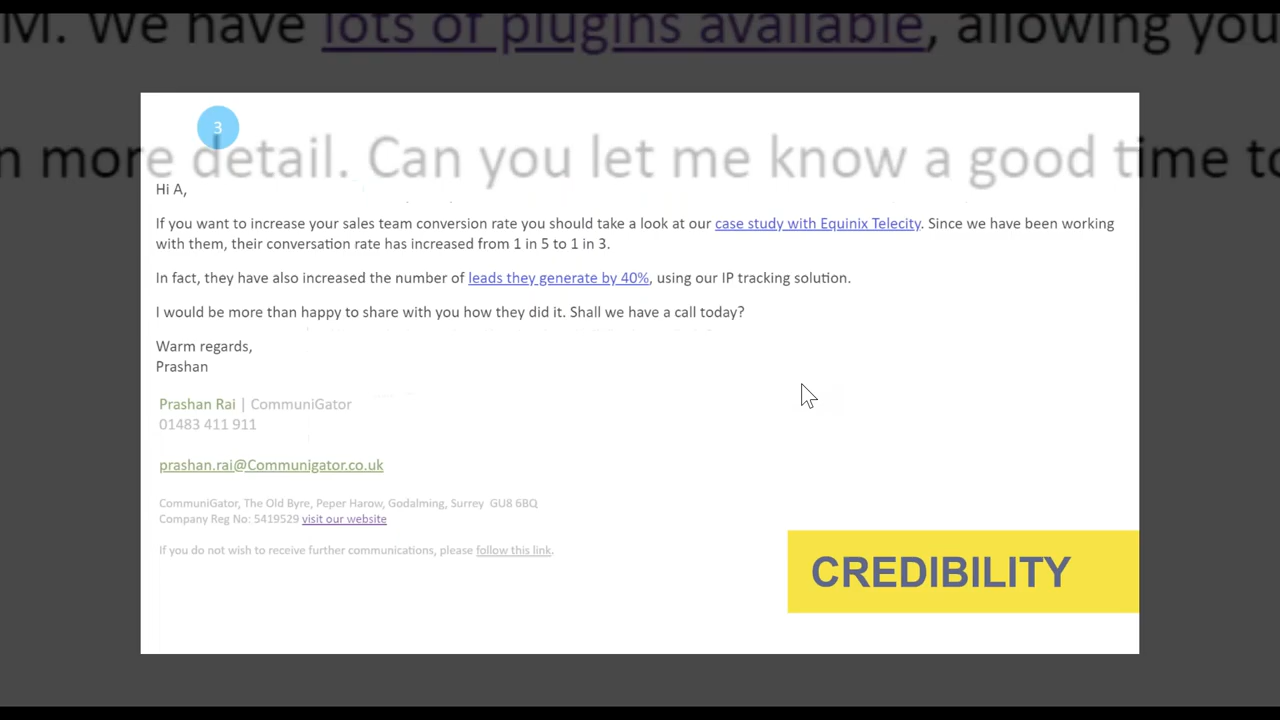 M. We have lots of plugins available, allowing you
n more detail. Can you let me know a good time to
3
Hi A,
If you want to increase your sales team conversion rate you should take a look at our case study with Equinix Telecity. Since we have been working
with them, their conversation rate has increased from 1 in 5 to 1 in 3.
In fact, they have also increased the number of leads they generate by 40%, using our IP tracking solution.
I would be more than happy to share with you how they did it. Shall we have a call today?
Warm regards,
Prashan
Prashan Rai | CommuniGator
01483 411 911
prashan.rai@Communigator.co.uk
CommuniGator, The Old Byre, Peper Harow, Godalming, Surrey GU8 6BQ
Company Reg No: 5419529 visit our website
If you do not wish to receive further communications, please follow this link.
CREDIBILITY